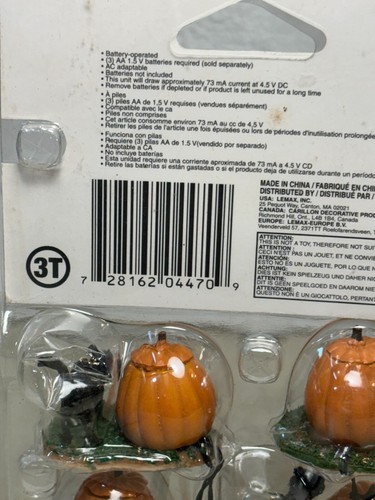 • Battery-operated
• (3) AA 1.5 V batteries required (sold separately)
• AC adaptable
• Batteries not included
• This unit will draw approximately 73 mA current at 4.5 V DC
• Remove batteries if depleted or if product is left unused for a long time
• À piles
• (3) piles AA de 1,5 V requises (vendues séparément)
• Compatible avec le ca
• Piles non comprises
• Cet article consomme environ 73 mA au cc de 4,5 V
• Retirer les piles de l'article une fois épuisées ou lors de périodes d'inutilisation prolongée
• Funciona con pilas
• Requiere (3) pilas AA de 1.5 V(vendido por separado)
• Adaptable a CA
• No incluye baterías
• Esta unidad requiere una corriente aproximada de 73 mA a 4.5 V CD
• Retire las baterías si están gastadas o si el producto deja de utilizarse durante un período
MADE IN CHINA / FABRIQUÉ EN CHI
DISTRIBUTED BY / DISTRIBUÉ PAR /
USA: LEMAX, INC.
25 Pequot Way, Canton, MA 02021
CANADA: CARILLON DECORATIVE PRO
Richmond Hill, Ont., L4B 1B4, Canada
EUROPE: LEMAX-EUROPE B.V.
Veenderveld 57, 2371TT Roelofarendsveen,
ATTENTION:
THIS IS NOT A TOY, THEREFORE NOT SUI
ATTENTION:
CECI N'EST PAS UN JOUET, ET NE CONVIE
ATENCIÓN:
ESTO NO ES UN JUGUETE, POR LO QUE
ACHTUNG:
DIES IST KEIN SPIELZEUG UND DAHER NI
ATTENTIE:
DIT IS GEEN SPEELGOED EN DAAROM NIE
ATTENZIONE:
QUESTO NON È UN GIOCATTOLO, PERTANT
3T
7 28162 04470 9